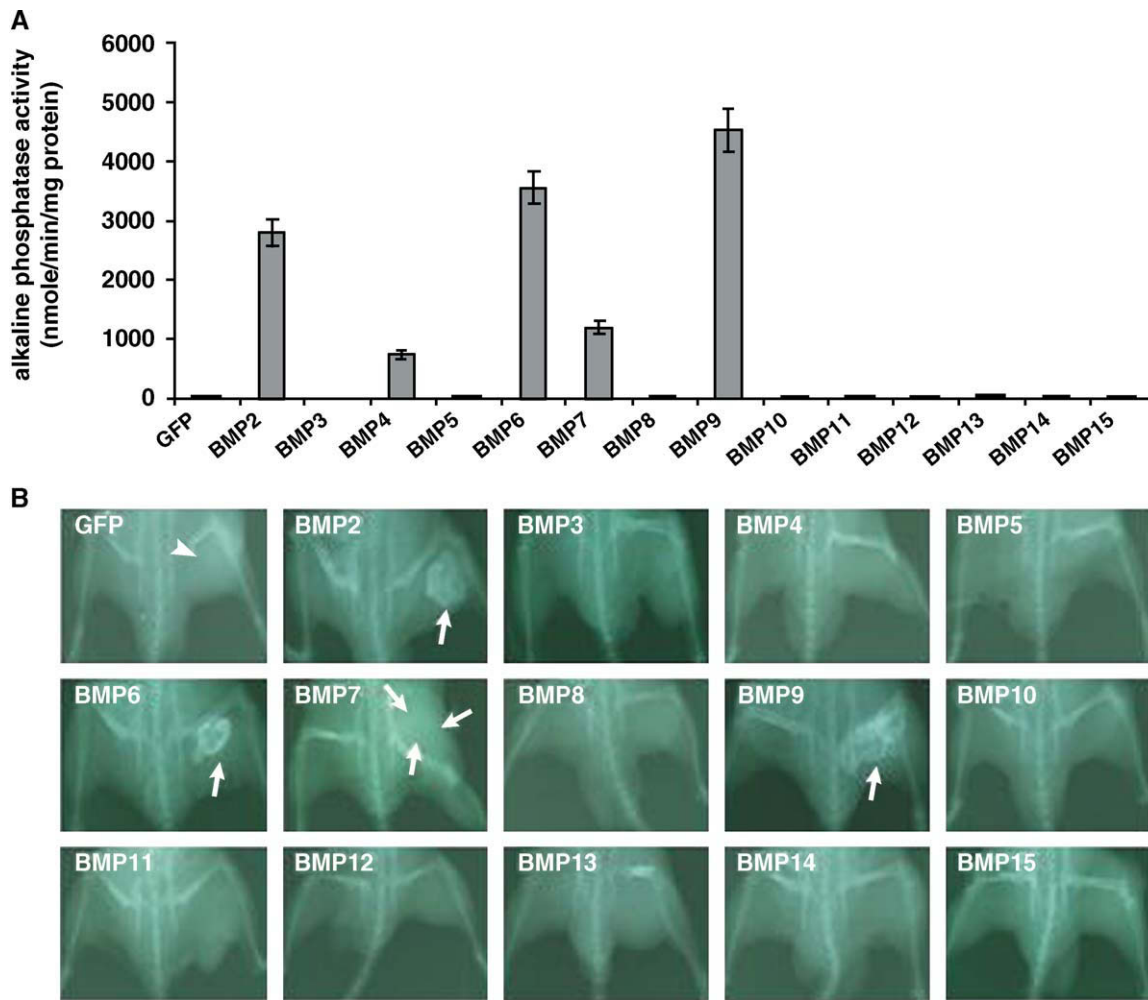 A
alkaline phosphatase activity
(nmole/min/mg protein)
6000
5000
4000
3000
2000
1000
0
GFP
BMP2
BMP3
BMP4
BMP5
BMP6
BMP7
BMP8
BMP9
BMP10
BMP11
BMP12
BMP13
BMP14
BMP15
B
GFP
BMP2
BMP3
BMP4
BMP5
BMP6
BMP7
BMP8
BMP9
BMP10
BMP11
BMP12
BMP13
BMP14
BMP15